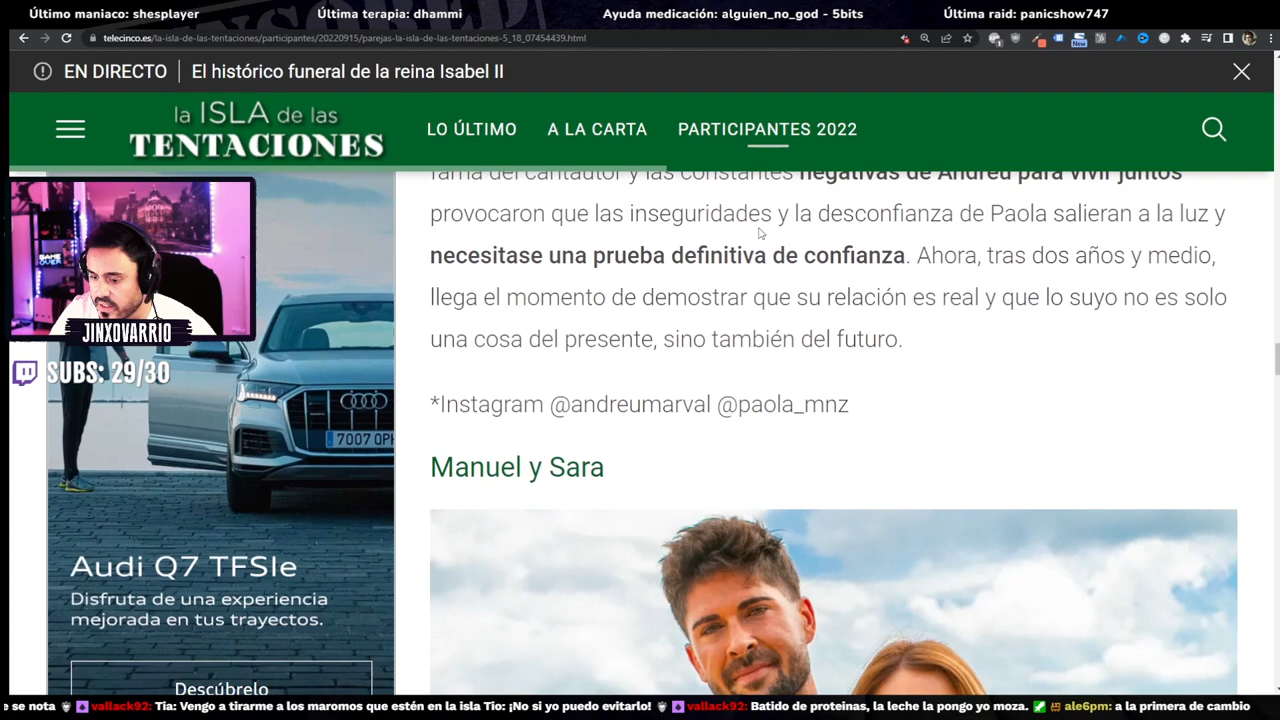 Último maniaco: shesplayer
Última terapia: dhammi
Ayuda medicación: alguien_no_god - 5bits
Última raid: panicshow747
telecinco.es/la-isla-de-las-tentaciones/participantes/20220915/parejas-la-isla-de-las-tentaciones-5_18_07454439.html
New
EN DIRECTO
El histórico funeral de la reina Isabel II
la ISLA de las
TENTACIONES
LO ÚLTIMO
A LA CARTA
PARTICIPANTES 2022
fama del cantautor y las constantes negativas de Andreu para vivir juntos
provocaron que las inseguridades y la desconfianza de Paola salieran a la luz y
necesitase una prueba definitiva de confianza. Ahora, tras dos años y medio,
llega el momento de demostrar que su relación es real y que lo suyo no es solo
una cosa del presente, sino también del futuro.
*Instagram @andreumarval @paola_mnz
Manuel y Sara
JINXOVARRIO
SUBS: 29/30
Audi Q7 TFSIe
Disfruta de una experiencia
mejorada en tus trayectos.
Descúbrelo
e se nota vallack92: Tia: Vengo a tirarme a los maromos que estén en la isla Tio: ¡No si yo puedo evitarlo! vallack92: Batido de proteinas, la leche la pongo yo moza. ale6pm: a la primera de cambio